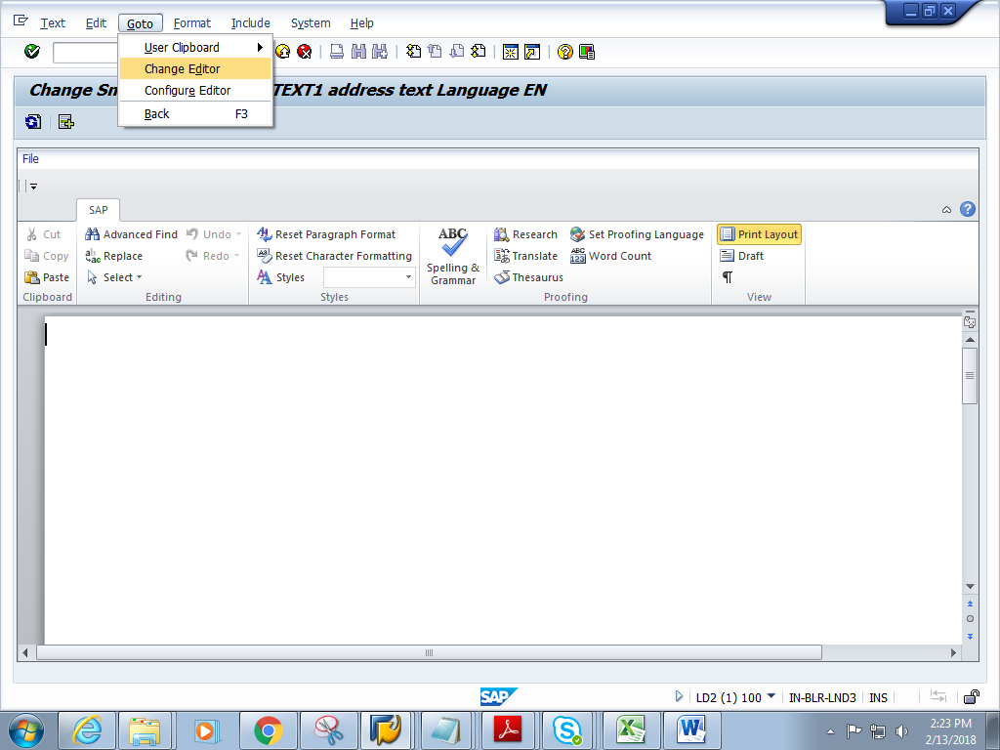 Text Edit Goto Format Include System Help
User Clipboard
Change Editor
Configure Editor
Back F3
Change Sm TEXT1 address text Language EN
File
SAP
Cut Advanced Find Undo Reset Paragraph Format ABC Research Set Proofing Language Print Layout
Copy Replace Redo Reset Character Formatting Translate ABC 123 Word Count Draft
Paste Select Styles Spelling & Grammar Thesaurus ¶
Clipboard Editing Styles Proofing View
SAP LD2 (1) 100 IN-BLR-LND3 INS
2:23 PM
2/13/2018